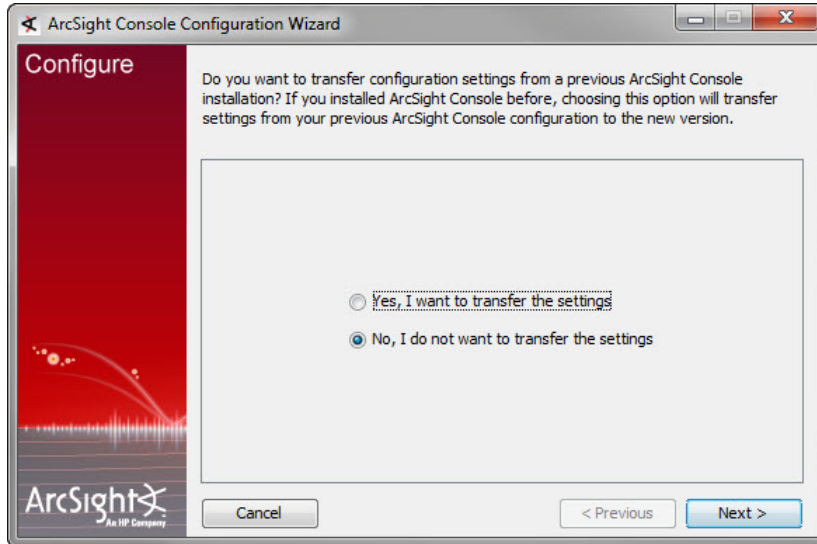 ArcSight Console Configuration Wizard
Configure
Do you want to transfer configuration settings from a previous ArcSight Console
installation? If you installed ArcSight Console before, choosing this option will transfer
settings from your previous ArcSight Console configuration to the new version.
Yes, I want to transfer the settings
No, I do not want to transfer the settings
ArcSight
An HP Company
Cancel
< Previous
Next >